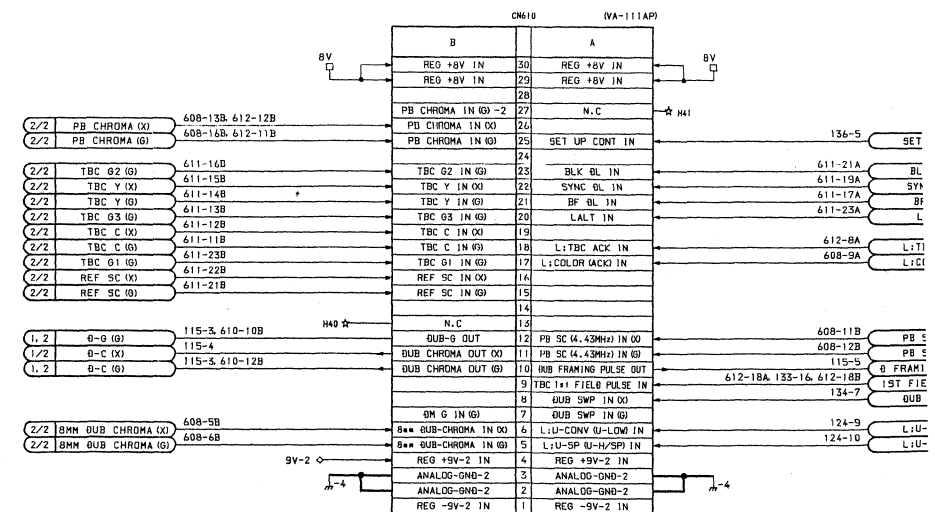 CN610 (VA-111AP)
B A
8V REG +8V IN 30 REG +8V IN 8V
REG +8V IN 29 REG +8V IN
28
PB CHROMA IN (G) -2 27 N.C ☆ H41
2/2 PB CHROMA (X) 608-13B, 612-12B PB CHROMA IN (X) 26
2/2 PB CHROMA (G) 608-16B, 612-11B PB CHROMA IN (G) 25 SET UP CONT IN 136-5 SET
24
2/2 TBC G2 (G) 611-16B TBC G2 IN (G) 23 BLK DL IN 611-21A BL
2/2 TBC Y (X) 611-15B TBC Y IN (X) 22 SYNC DL IN 611-19A SYN
2/2 TBC Y (G) 611-14B TBC Y IN (G) 21 BF DL IN 611-17A BF
2/2 TBC G3 (G) 611-13B TBC G3 IN (G) 20 LALT IN 611-23A L
2/2 TBC C (X) 611-12B TBC C IN (X) 19
2/2 TBC C (G) 611-11B TBC C IN (G) 18 L:TBC ACK IN 612-8A L:T
2/2 TBC G1 (G) 611-23B TBC G1 IN (G) 17 L:COLOR (ACK) IN 608-9A L:C
2/2 REF SC (X) 611-22B REF SC IN (X) 16
2/2 REF SC (G) 611-21B REF SC IN (G) 15
14
H40 ☆ N.C 13
1, 2 D-G (G) 115-3, 610-10B DUB-G OUT 12 PB SC (4.43MHz) IN (X) 608-11B PB S
1/2 D-C (X) 115-4 DUB CHROMA OUT (X) 11 PB SC (4.43MHz) IN (G) 608-12B PB S
1, 2 D-C (G) 115-3, 610-12B DUB CHROMA OUT (G) 10 DUB FRAMING PULSE OUT 115-5 D FRAMI
9 TBC 1st FIELD PULSE IN 612-18A, 133-16, 612-18B 1ST FIE
8 DUB SWP IN (X) 134-7 DUB
DM G IN (G) 7 DUB SWP IN (G)
2/2 8MM DUB CHROMA (X) 608-5B 8mm DUB-CHROMA IN (X) 6 L:U-CONV (U-LOW) IN 124-9 L:U-
2/2 8MM DUB CHROMA (G) 608-6B 8mm DUB-CHROMA IN (G) 5 L:U-SP (U-H/SP) IN 124-10 L:U-
9V-2 REG +9V-2 IN 4 REG +9V-2 IN
-4 ANALOG-GND-2 3 ANALOG-GND-2 -4
ANALOG-GND-2 2 ANALOG-GND-2
REG -9V-2 IN 1 REG -9V-2 IN